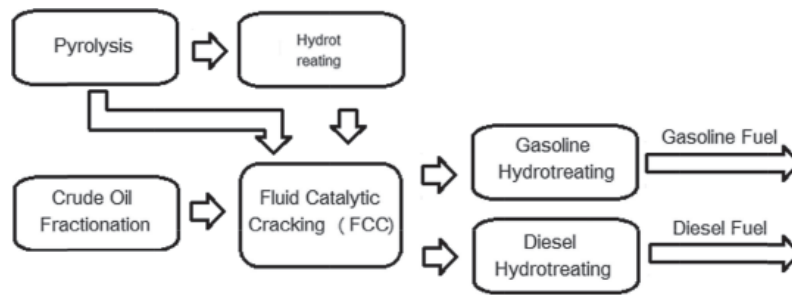 Pyrolysis
Hydrot
reating
Gasoline
Hydrotreating
Gasoline Fuel
Crude Oil
Fractionation
Fluid Catalytic
Cracking ( FCC)
Diesel
Hydrotreating
Diesel Fuel